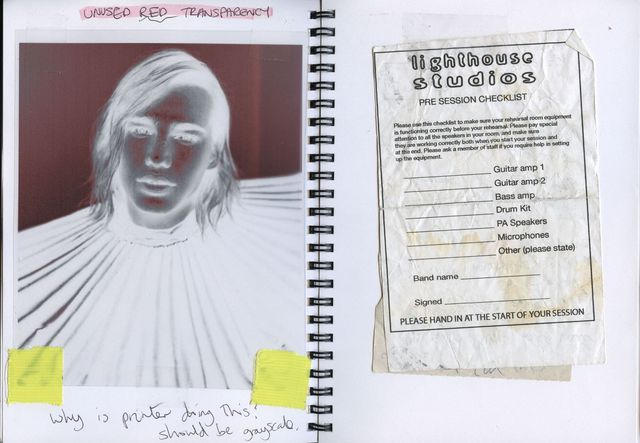 UNUSED RED TRANSPARENCY
why is printer doing this?
should be grayscale.
lighthouse
studios
PRE SESSION CHECKLIST
Please use this checklist to make sure your rehearsal room equipment
is functioning correctly before your rehearsal. Please pay special
attention to all the speakers in your room, and make sure
they are working correctly both when you start your session and
at the end. Please ask a member of staff if you require help in setting
up the equipment.
Guitar amp 1
Guitar amp 2
Bass amp
Drum Kit
PA Speakers
Microphones
Other (please state)
Band name
Signed
PLEASE HAND IN AT THE START OF YOUR SESSION